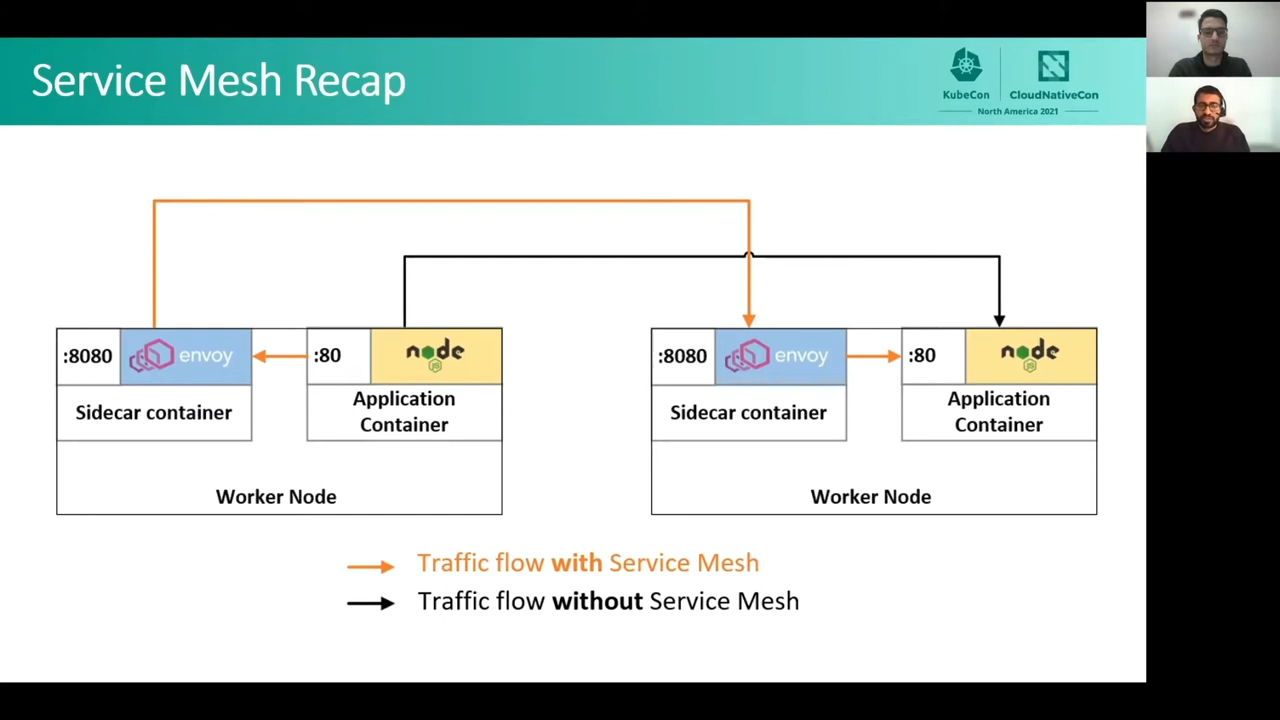 Service Mesh Recap
KubeCon
CloudNativeCon
North America 2021
:8080
envoy
:80
node
JS
Sidecar container
Application
Container
Worker Node
:8080
envoy
:80
node
JS
Sidecar container
Application
Container
Worker Node
Traffic flow with Service Mesh
Traffic flow without Service Mesh